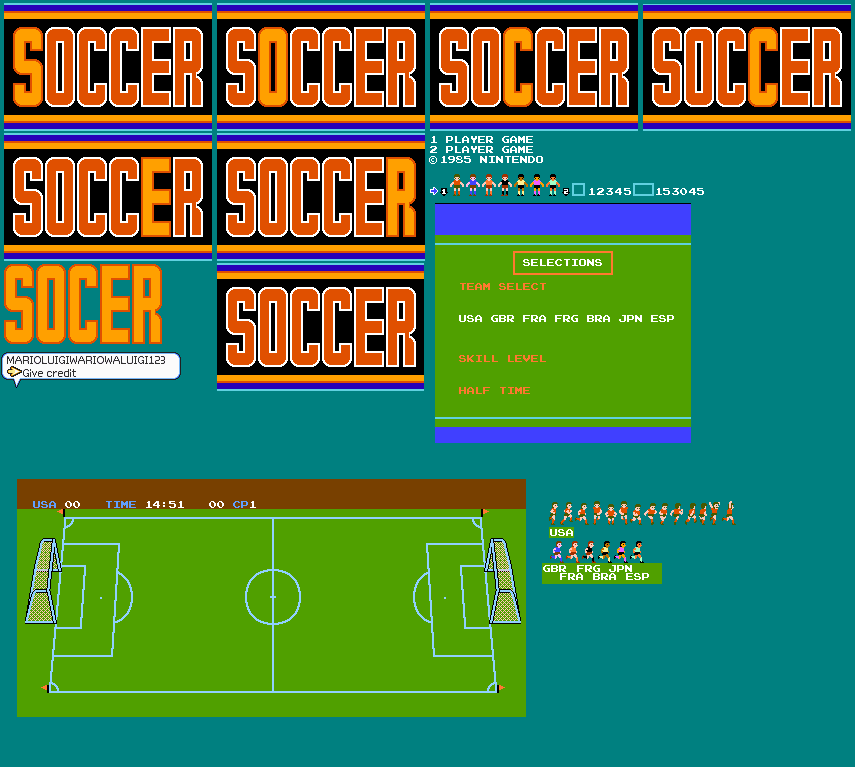 SOCCER
SOCCER
SOCCER
SOCCER
1 PLAYER GAME
2 PLAYER GAME
©1985 NINTENDO
SOCCER
SOCCER
1
2
12345
153045
SELECTIONS
TEAM SELECT
USA GBR FRA FRG BRA JPN ESP
SKILL LEVEL
HALF TIME
SOCER
SOCCER
MARIOLUIGIWARIOWALUIGI123
Give credit
USA 00 TIME 14:51 00 CP1
USA
GBR FRG JPN
FRA BRA ESP